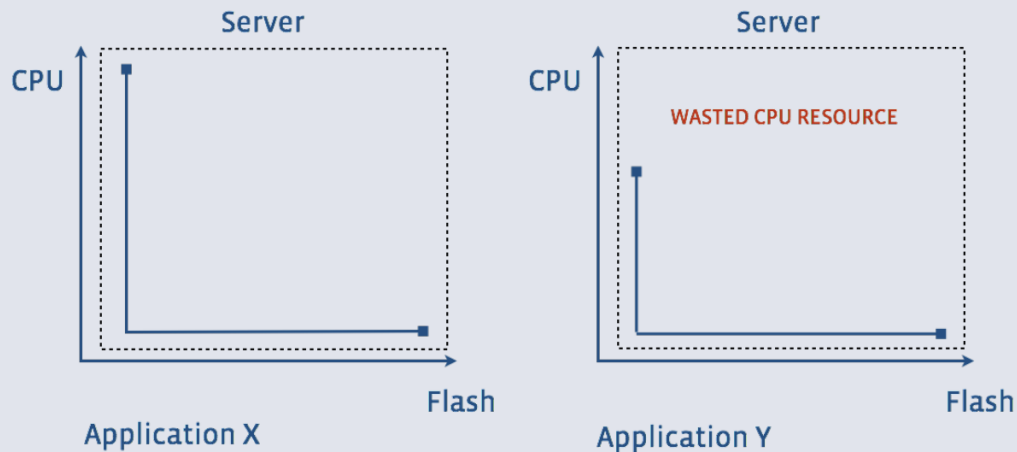 Server
CPU
Flash
Application X
Server
CPU
WASTED CPU RESOURCE
Flash
Application Y